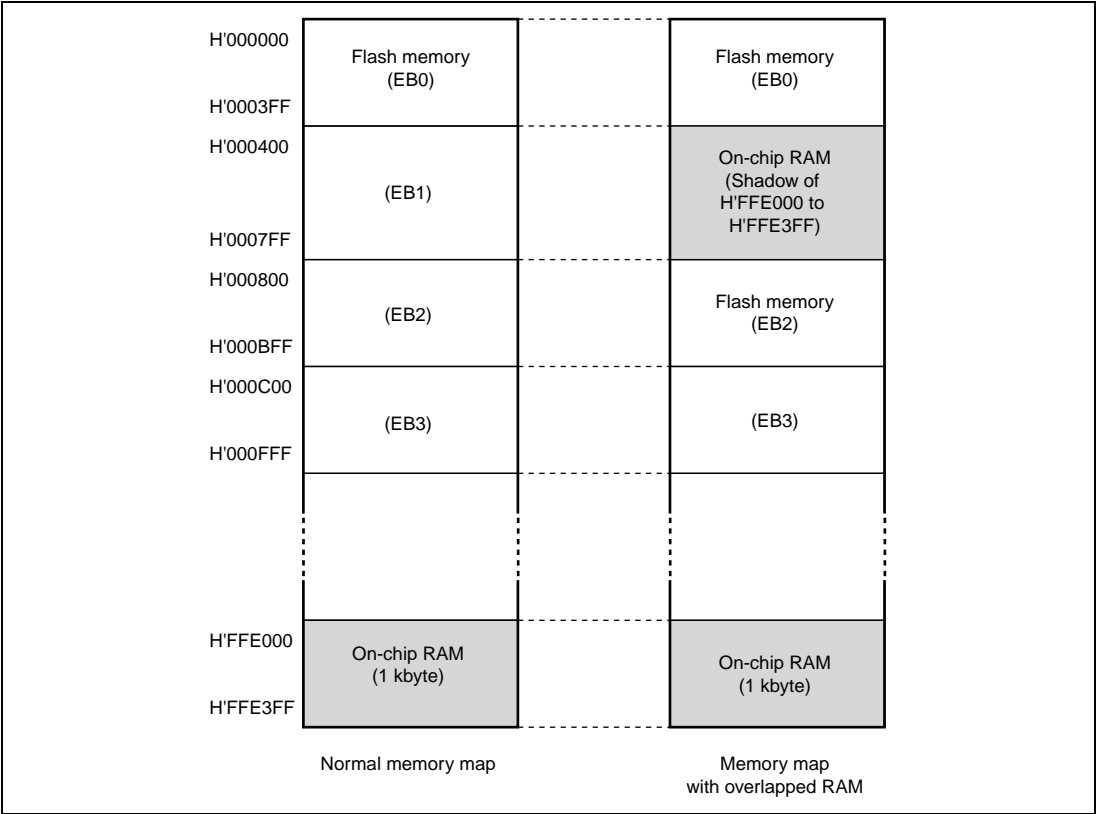 H'000000
Flash memory
(EB0)
Flash memory
(EB0)
H'0003FF
H'000400
(EB1)
On-chip RAM
(Shadow of
H'FFE000 to
H'FFE3FF)
H'0007FF
H'000800
(EB2)
Flash memory
(EB2)
H'000BFF
H'000C00
(EB3)
(EB3)
H'000FFF
H'FFE000
On-chip RAM
(1 kbyte)
On-chip RAM
(1 kbyte)
H'FFE3FF
Normal memory map
Memory map
with overlapped RAM